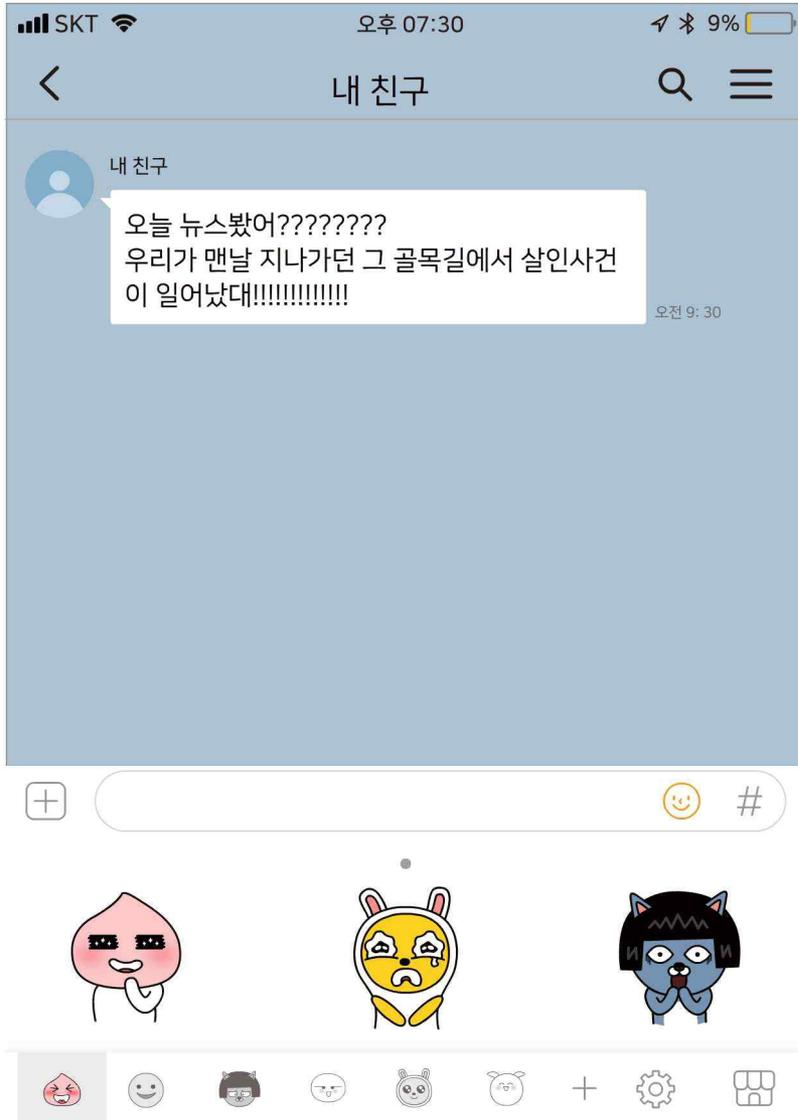 SKT 오후 07:30 9%
내 친구
내 친구
오늘 뉴스봤어????????
우리가 맨날 지나가던 그 골목길에서 살인사건
이 일어났대!!!!!!!!!!!!!
오전 9: 30
#